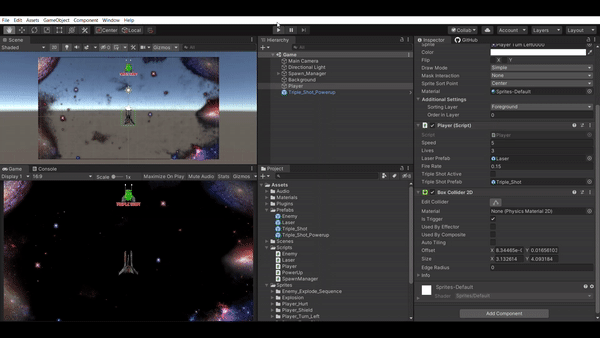 File Edit Assets GameObject Component Window Help
Center Local Collab Account Layers Layout
Scene
Shaded 2D
Game Console
Display 1 16:9 Scale 1x Maximize On Play Mute Audio Stats Gizmos
TRIPLE SHOT
Hierarchy
All
Game
Main Camera
Directional Light
Spawn_Manager
Background
Player
Triple_Shot_Powerup
Project
Assets
Audio
Materials
Plugins
Prefabs
Enemy
Laser
Triple_Shot
Triple_Shot_Powerup
Scenes
Scripts
Enemy
Laser
Player
PowerUp
SpawnManager
Sprites
Enemy_Explode_Sequence
Explosion
Player_Hurt
Shield
Player_Turn_Left
Inspector GitHub
Sprite
Color
Flip X Y
Draw Mode Simple
Mask Interaction None
Sprite Sort Point Center
Material Sprites-Default
Additional Settings
Sorting Layer Foreground
Order in Layer 0
Player (Script)
Script Player
Speed 5
Lives 3
Laser Prefab Laser
Fire Rate 0.15
Triple Shot Active
Triple Shot Prefab Triple_Shot
Box Collider 2D
Edit Collider
Material None (Physics Material 2D)
Is Trigger
Used By Effector
Used By Composite
Auto Tiling
Offset
Size X 3.132614 Y 4.093184
Edge Radius 0
Info
Sprites-Default
Shader Sprites/Default
Add Component